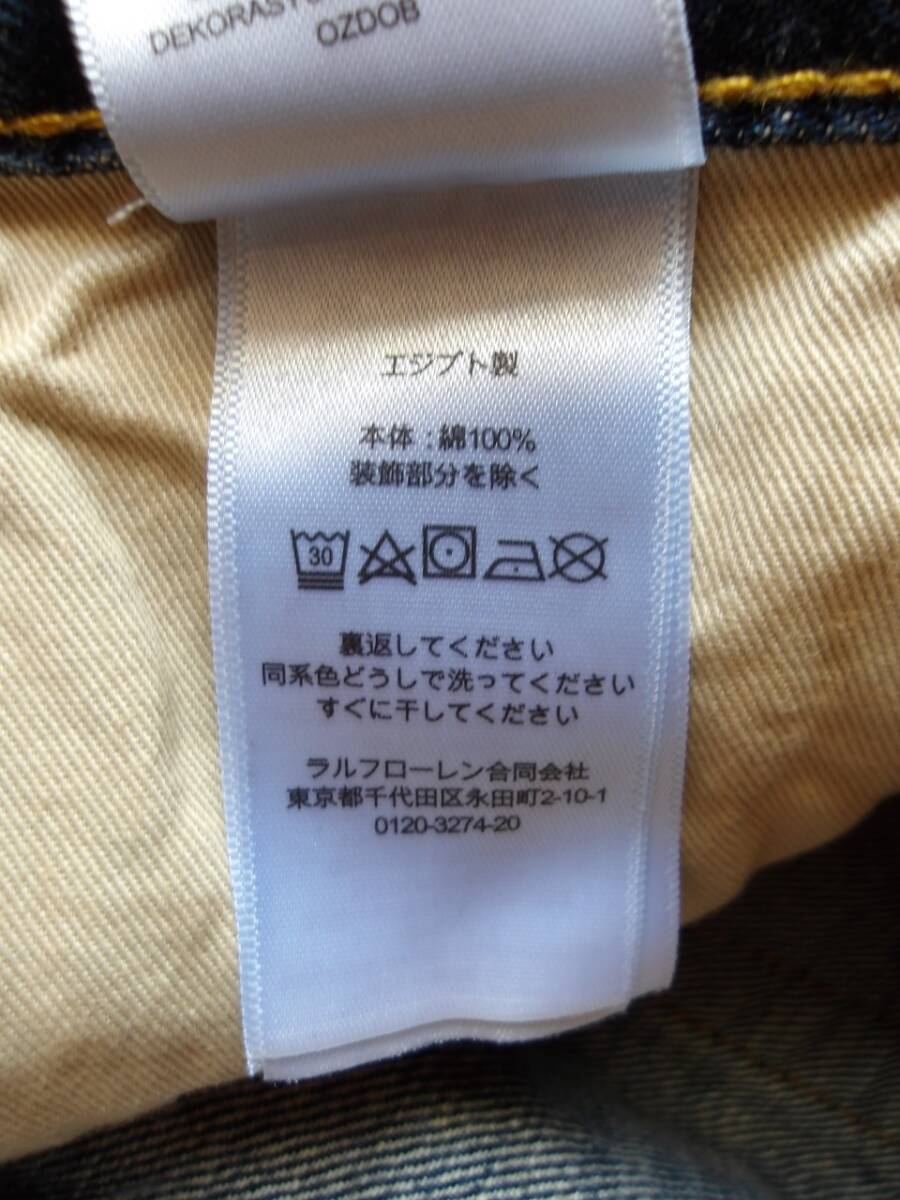 OZDOB
エジプト製
本体 : 綿100%
装飾部分を除く
30
裏返してください
同系色どうしで洗ってください
すぐに干してください
ラルフローレン合同会社
東京都千代田区永田町2-10-1
0120-3274-20